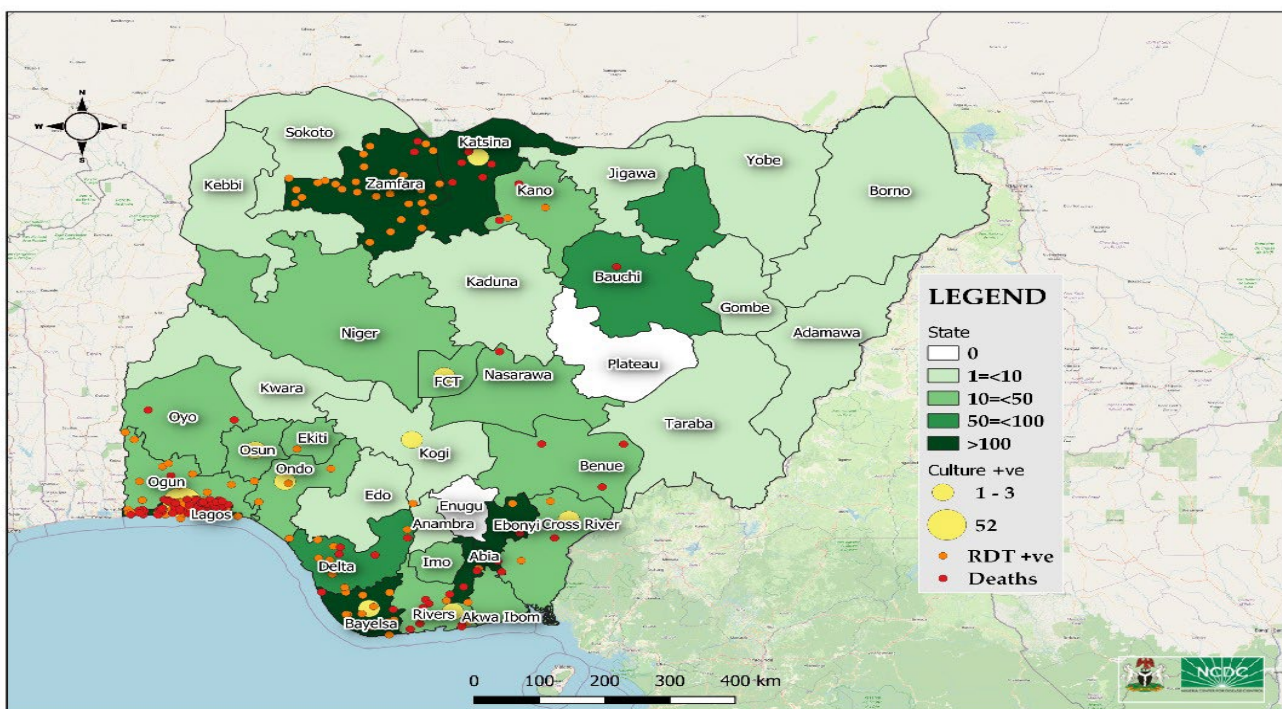 N
W E
S
Sokoto
Katsina
Kebbi
Zamfara
Kano
Jigawa
Yobe
Borno
Kaduna
Bauchi
Gombe
Adamawa
Niger
FCT
Nasarawa
Plateau
Taraba
Kwara
Oyo
Osun
Ekiti
Kogi
Benue
Ogun
Ondo
Edo
Enugu
Lagos
Anambra
Ebonyi
Cross River
Delta
Imo
Abia
Bayelsa
Rivers
Akwa Ibom
LEGEND
State
0
1=<10
10=<50
50=<100
>100
Culture +ve
1 - 3
52
RDT +ve
Deaths
0 100 200 300 400 km
NCDC